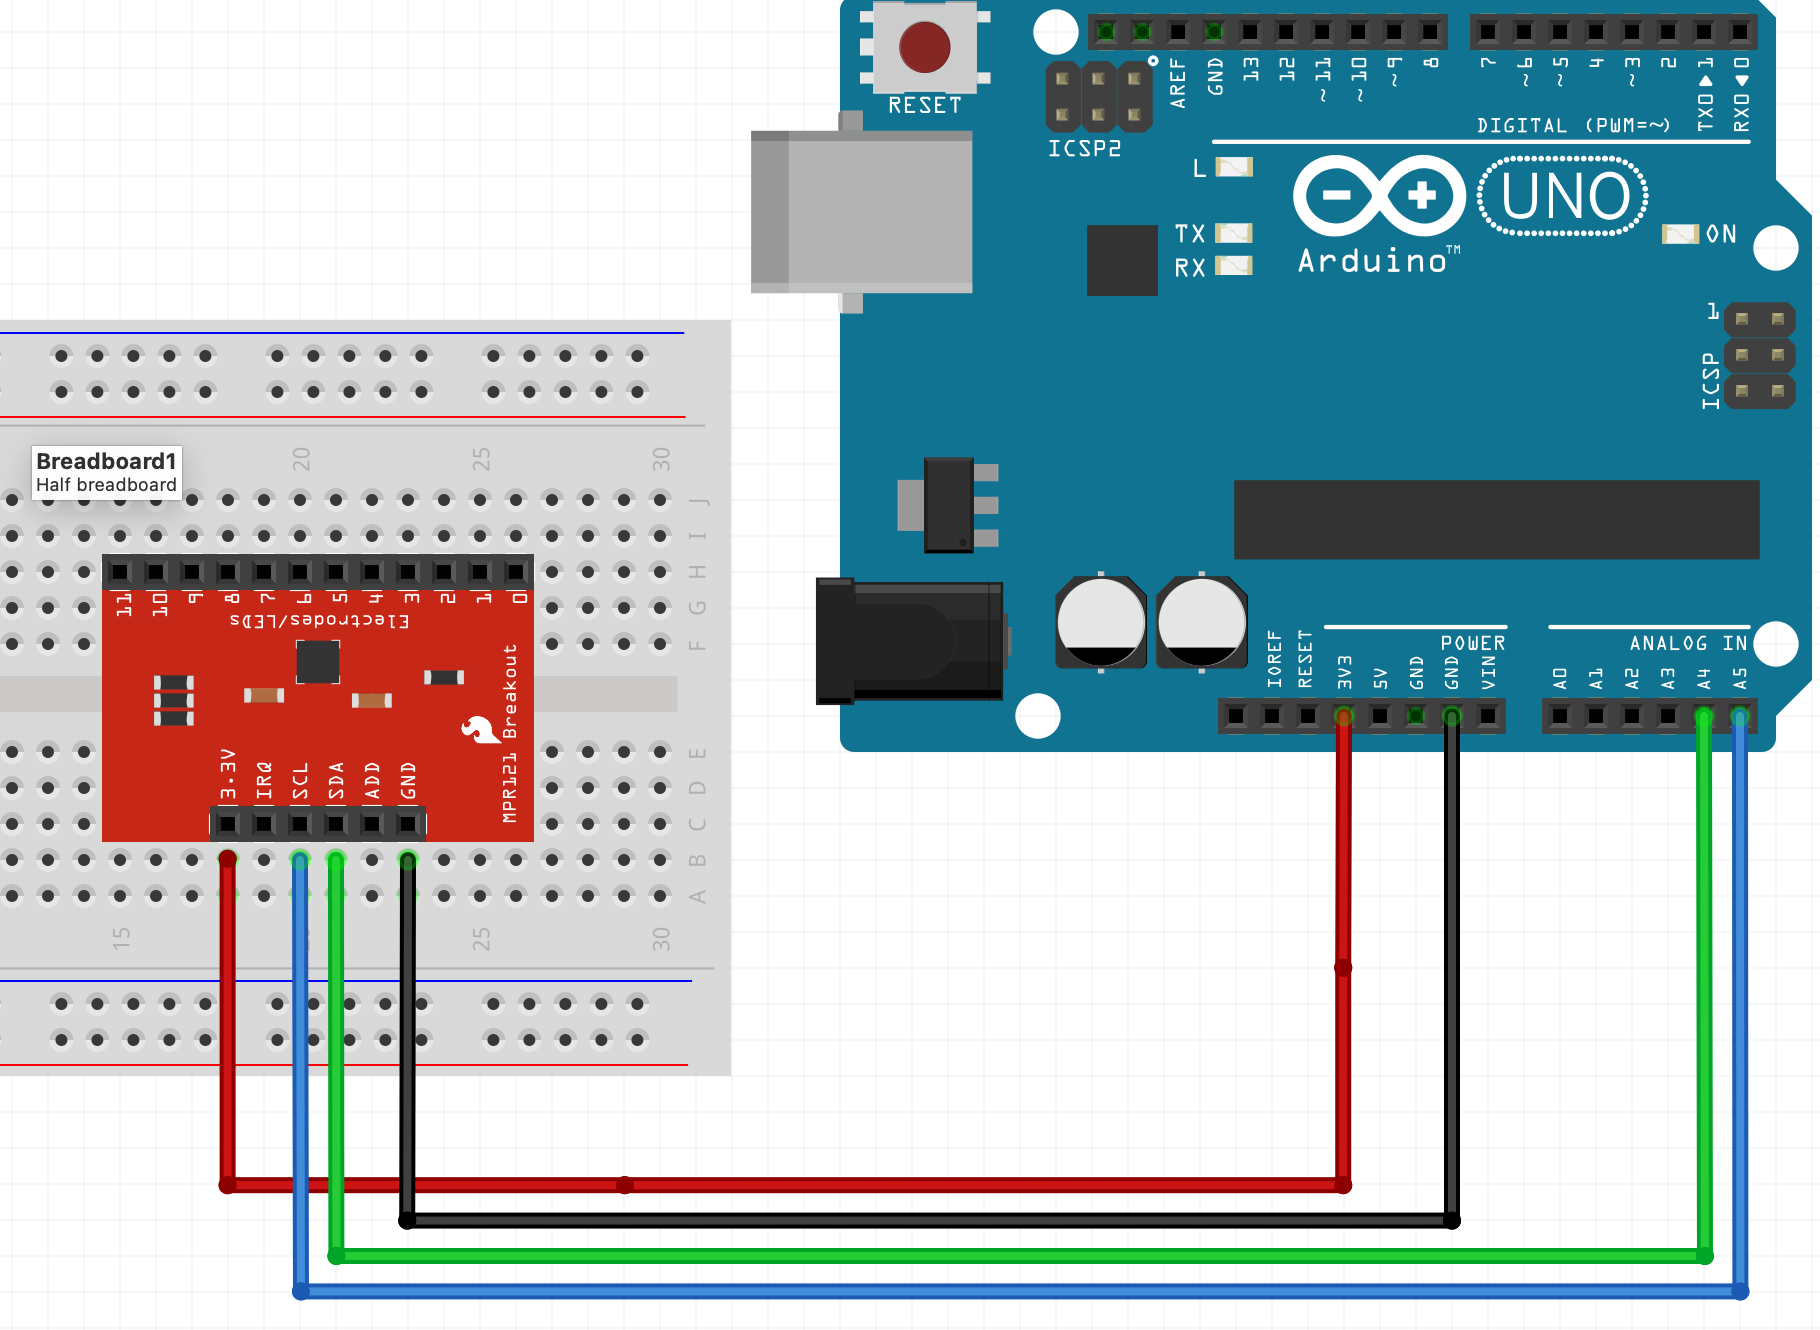 RESET
ICSP2
AREF
GND
13
12
~11
~10
~9
8
7
~6
~5
4
~3
2
TX0▶1
RX0◀0
DIGITAL (PWM=~)
L
TX
RX
UNO
Arduino™
ON
1
ICSP
Breadboard1
Half breadboard
20
25
30
J
I
H
G
F
11
10
9
8
7
6
5
4
3
2
1
0
Electrodes/LEDs
MPR121 Breakout
3.3V
IRQ
SCL
SDA
ADD
GND
E
D
C
B
A
15
25
30
POWER
ANALOG IN
IOREF
RESET
3V3
5V
GND
GND
VIN
A0
A1
A2
A3
A4
A5